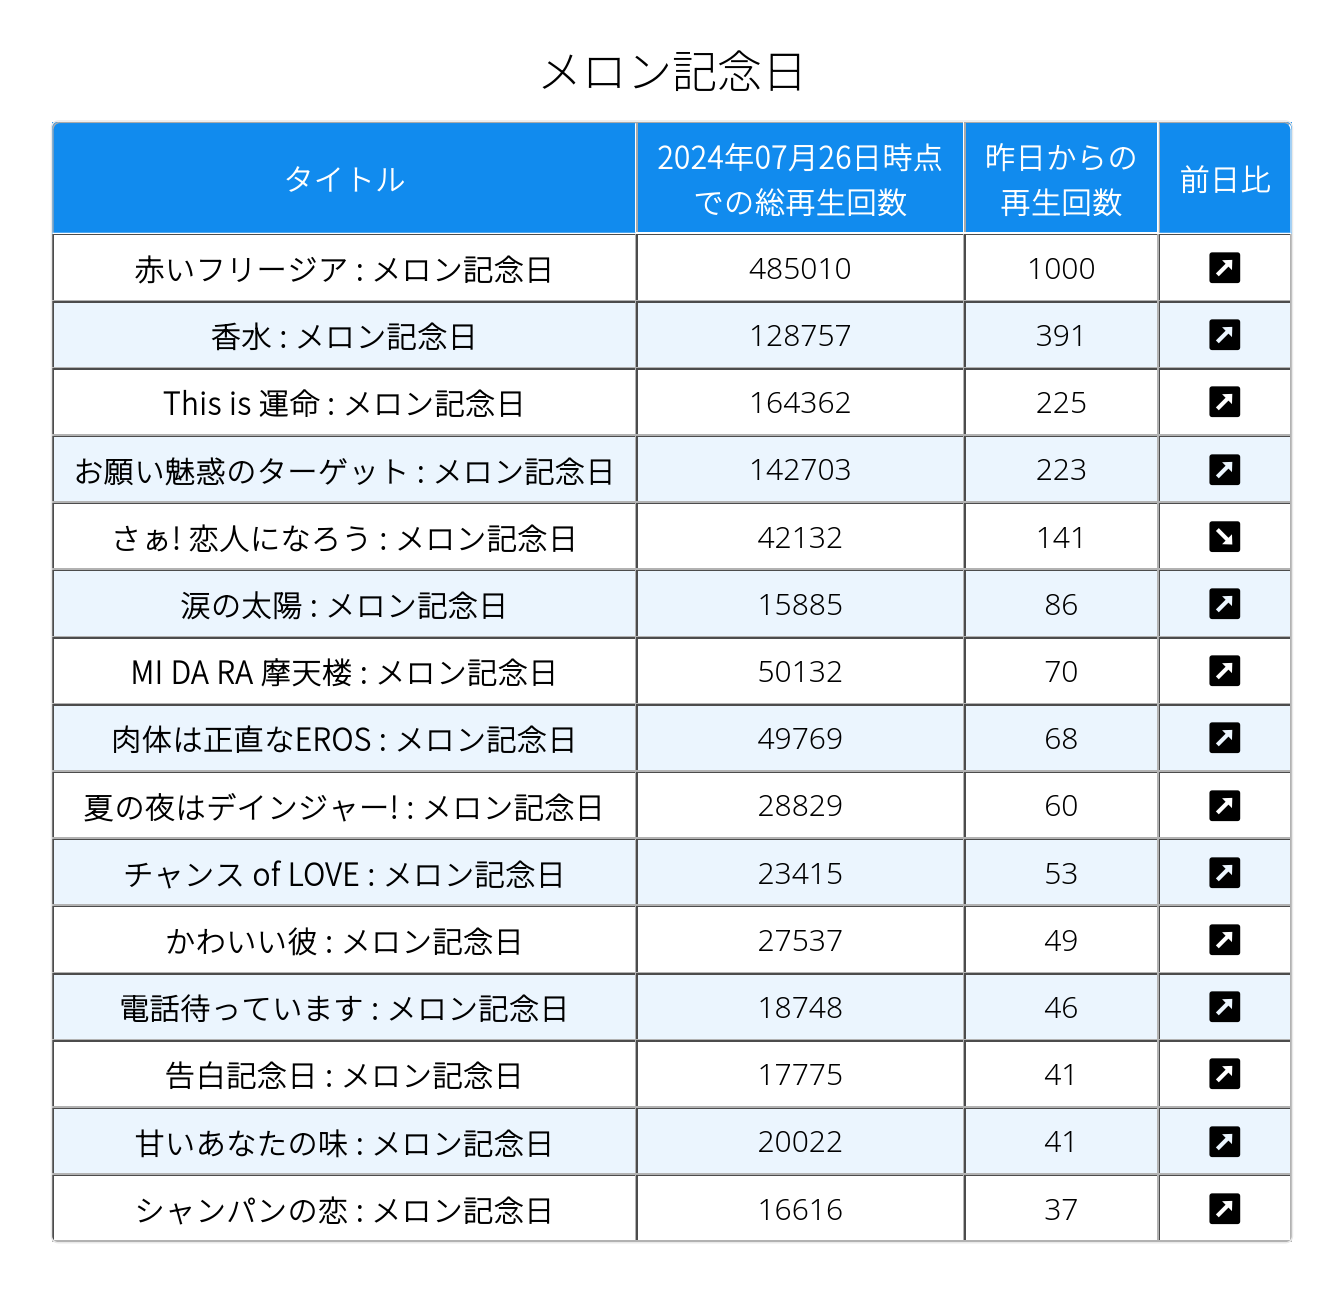 メロン記念日
タイトル 2024年07月26日時点での総再生回数 昨日からの再生回数 前日比
赤いフリージア : メロン記念日 485010 1000 ↗
香水 : メロン記念日 128757 391 ↗
This is 運命 : メロン記念日 164362 225 ↗
お願い魅惑のターゲット : メロン記念日 142703 223 ↗
さぁ! 恋人になろう : メロン記念日 42132 141 ↘
涙の太陽 : メロン記念日 15885 86 ↗
MI DA RA 摩天楼 : メロン記念日 50132 70 ↗
肉体は正直なEROS : メロン記念日 49769 68 ↗
夏の夜はデインジャー! : メロン記念日 28829 60 ↗
チャンス of LOVE : メロン記念日 23415 53 ↗
かわいい彼 : メロン記念日 27537 49 ↗
電話待っています : メロン記念日 18748 46 ↗
告白記念日 : メロン記念日 17775 41 ↗
甘いあなたの味 : メロン記念日 20022 41 ↗
シャンパンの恋 : メロン記念日 16616 37 ↗